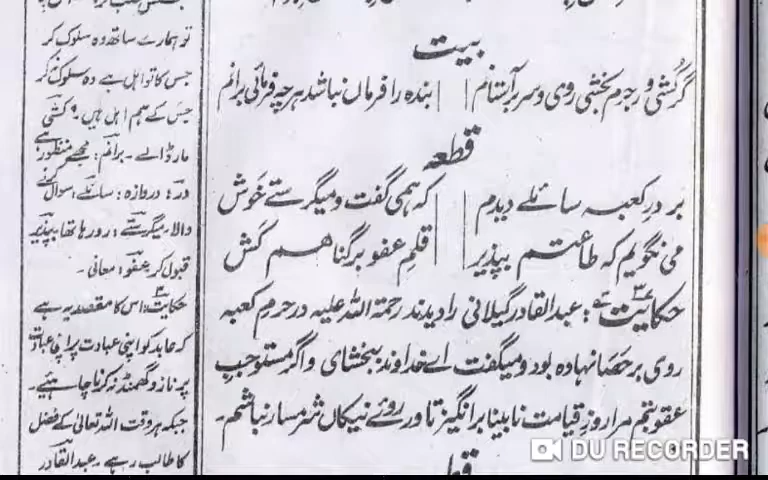 بیت
گر کُشی و ر جرم بخشی روی و سر بر آستانم
بندہ را فرماں نباشد ہر چہ فرمائی برانم
قطعہ
بر در کعبہ سائلے دیدم
کہ ہمی گفت و میگرستے خوش
می نگویم کہ طاعتم بپذیر
قلمِ عفو بر گناہم کش
حکایت: عبدالقادر گیلانی را دیدند رحمۃ اللہ علیہ در حرم کعبہ
روی بر حصا نہادہ بود و میگفت اے خداوند ببخشای و اگر مستوجب
عقوبتم مرا روزِ قیامت نابینا برانگیز تا در روئے نیکاں شرمسار نباشم۔
تو ہمارے ساتھ وہ سلوک کر
جس کا تو اہل ہے وہ سلوک نہ کر
جس کے ہم اہل ہیں۔ کشی
مار ڈالے۔ برانم: مجھے منظور ہے
در: دروازہ: سائلے: سوال کرنے
والا۔ میگرستے: رو رہا تھا بپذیر
قبول کر: عفو: معافی۔
حکایت: اس کا مقصد یہ ہے
کہ عابد کو اپنی عبادت پر اپنی عبادت
پر ناز و گھمنڈ نہ کرنا چاہئیے۔
جبکہ ہر وقت اللہ تعالیٰ کے فضل
کا طالب رہے۔ عبدالقادر
DU RECORDER